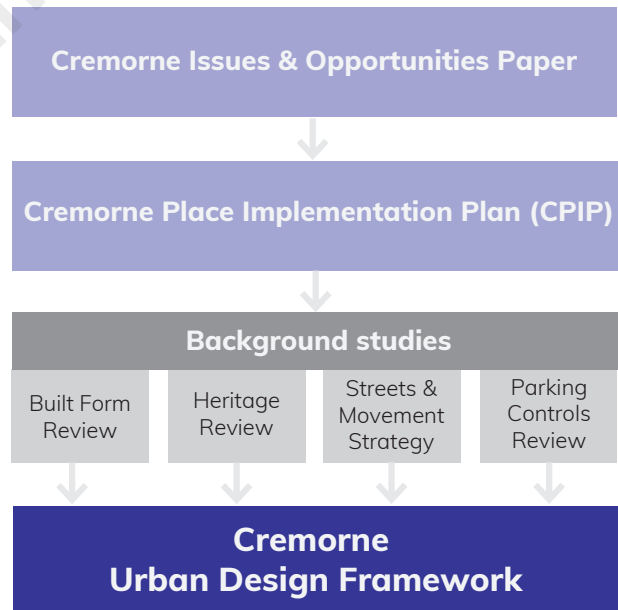 Cremorne Issues & Opportunities Paper
Cremorne Place Implementation Plan (CPIP)
Background studies
Built Form
Review
Heritage
Review
Streets &
Movement
Strategy
Parking
Controls
Review
Cremorne
Urban Design Framework